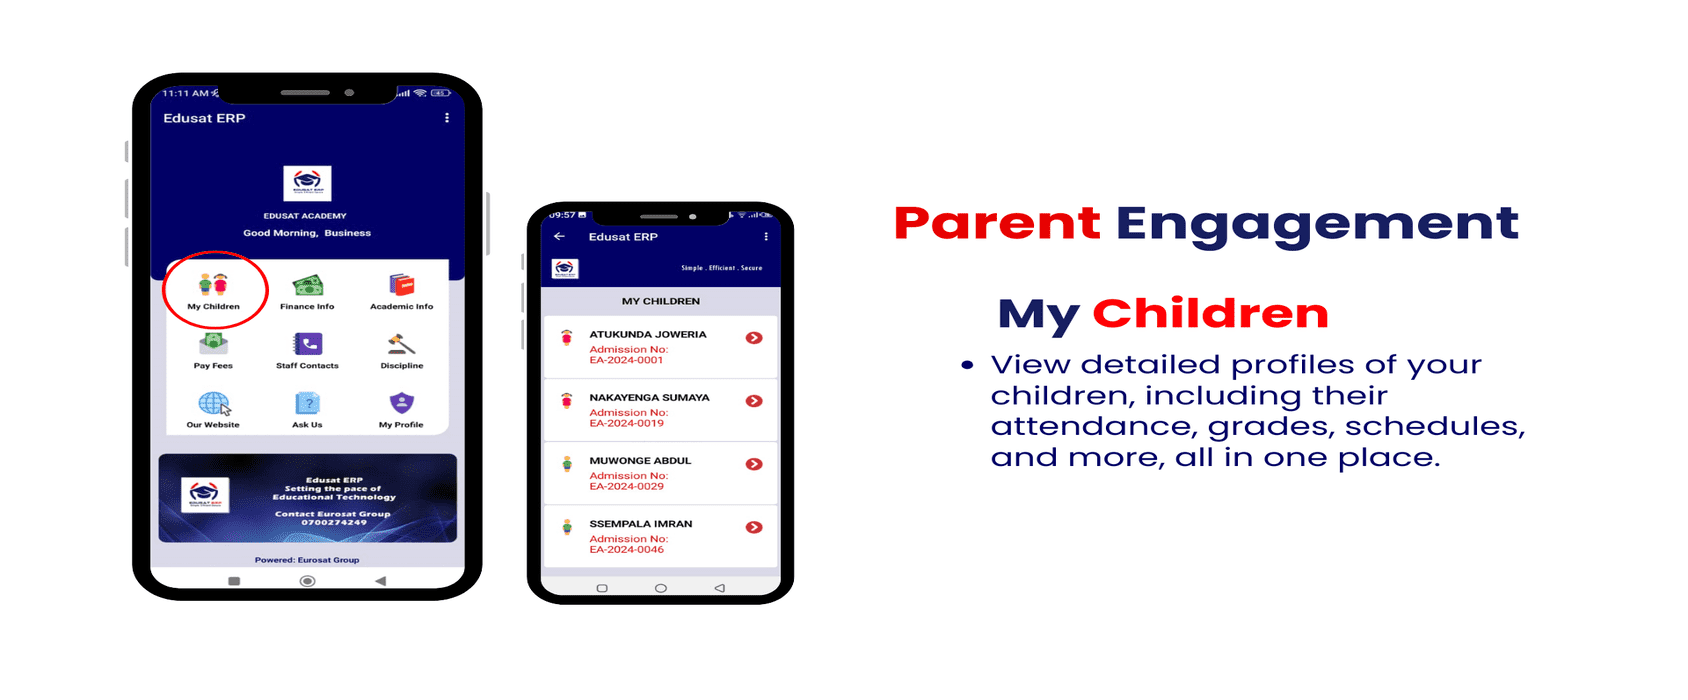 11:11 AM
45
Edusat ERP
EDUSAT ERP
EDUSAT ACADEMY
Good Morning, Business
My Children
Finance Info
Academic Info
Pay Fees
Staff Contacts
Discipline
Our Website
Ask Us
My Profile
EDUSAT ERP
Edusat ERP
Setting the pace of
Educational Technology
Contact Eurosat Group
0700274249
Powered: Eurosat Group
09:57
Edusat ERP
Simple . Efficient . Secure
MY CHILDREN
ATUKUNDA JOWERIA
Admission No:
EA-2024-0001
NAKAYENGA SUMAYA
Admission No:
EA-2024-0019
MUWONGE ABDUL
Admission No:
EA-2024-0029
SSEMPALA IMRAN
Admission No:
EA-2024-0046
Parent Engagement
My Children
• View detailed profiles of your
children, including their
attendance, grades, schedules,
and more, all in one place.